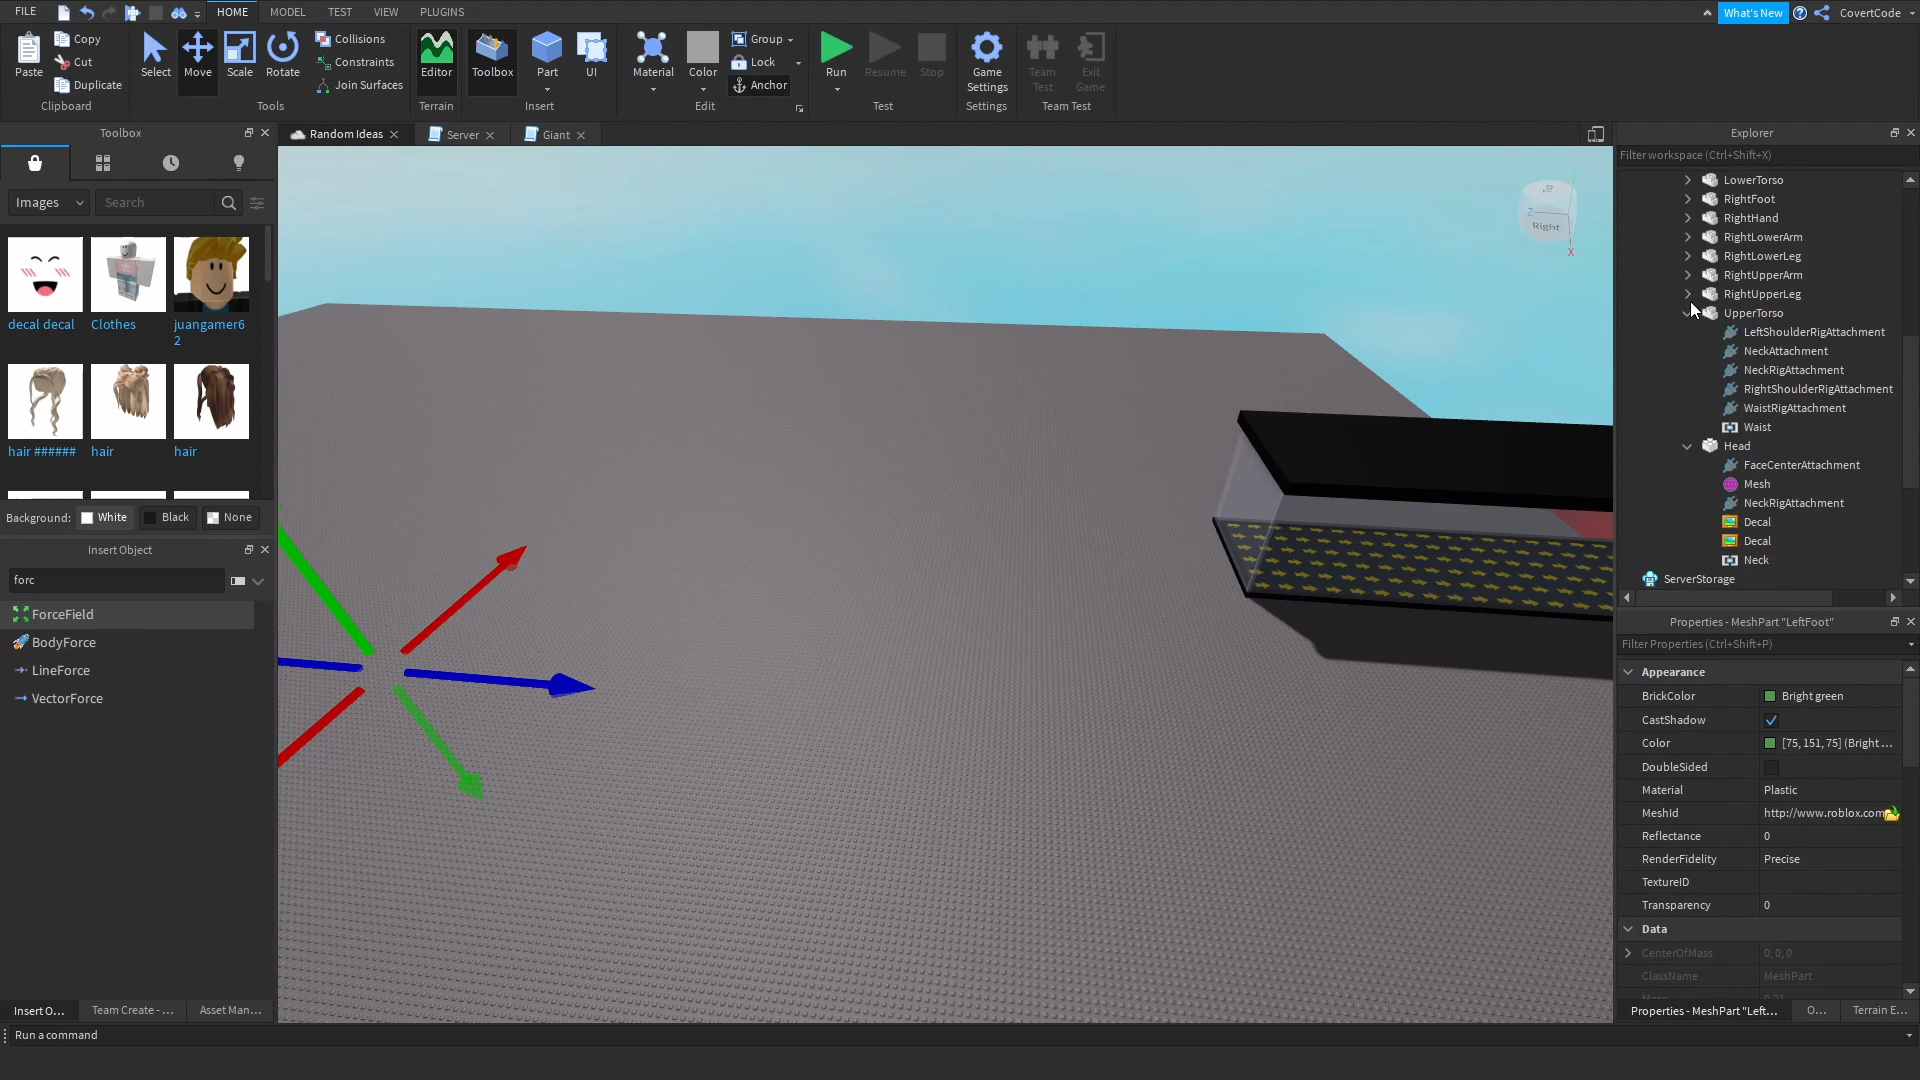 FILE HOME MODEL TEST VIEW PLUGINS What's New CovertCode
Paste Copy Cut Duplicate Clipboard
Select Move Scale Rotate Collisions Constraints Join Surfaces Tools
Editor Terrain
Toolbox Part UI Insert
Material Color Group Lock Anchor Edit
Run Resume Stop Test
Game Settings Settings
Team Test Exit Game Team Test
Toolbox
Images Search
decal decal Clothes juangamer6
2
hair ###### hair hair
Background: White Black None
Insert Object
forc
ForceField
BodyForce
LineForce
VectorForce
Insert O... Team Create - ... Asset Man...
Run a command
Random Ideas Server Giant
Right
Z
X
Explorer
Filter workspace (Ctrl+Shift+X)
LowerTorso
RightFoot
RightHand
RightLowerArm
RightLowerLeg
RightUpperArm
RightUpperLeg
UpperTorso
LeftShoulderRigAttachment
NeckAttachment
NeckRigAttachment
RightShoulderRigAttachment
WaistRigAttachment
Waist
Head
FaceCenterAttachment
Mesh
NeckRigAttachment
Decal
Decal
Neck
ServerStorage
Properties - MeshPart "LeftFoot"
Filter Properties (Ctrl+Shift+P)
Appearance
BrickColor Bright green
CastShadow
Color [75, 151, 75] (Bright ...
DoubleSided
Material Plastic
MeshId http://www.roblox.com
Reflectance 0
RenderFidelity Precise
TextureID
Transparency 0
Data
CenterOfMass 0, 0, 0
ClassName MeshPart
Properties - MeshPart "Left... O... Terrain E...